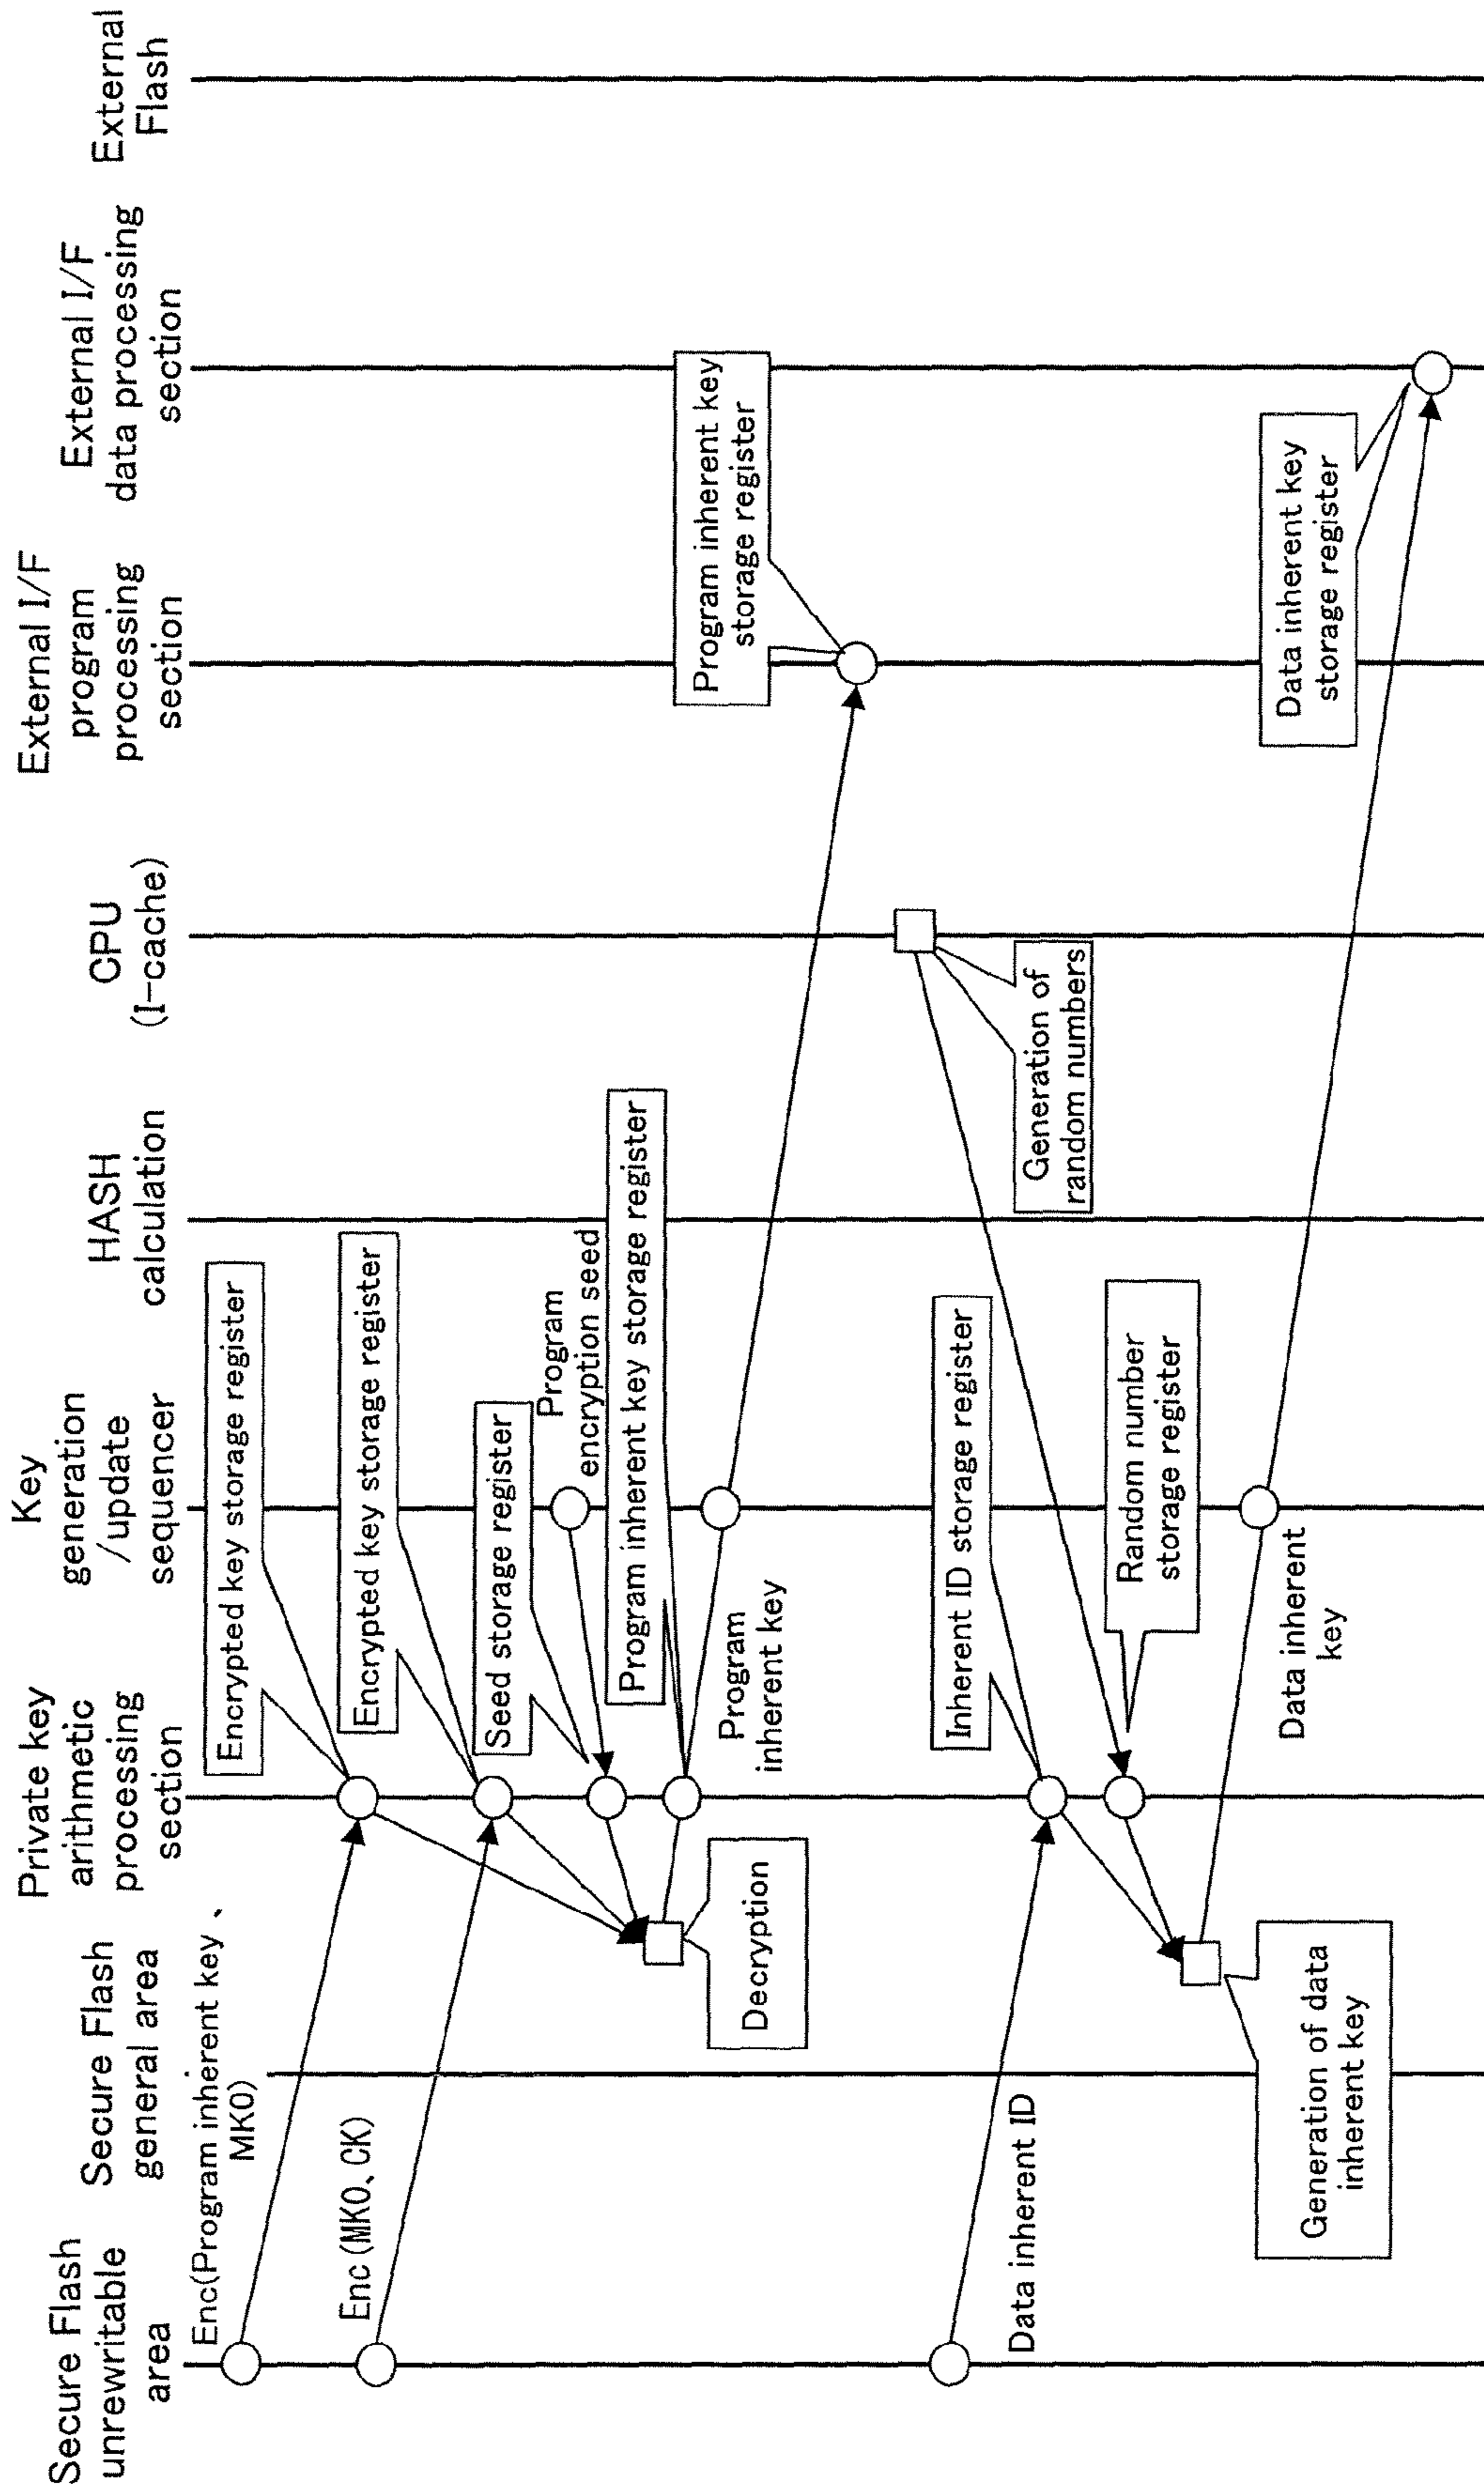 Secure Flash
unrewritable
area
Secure Flash
general area
Private key
arithmetic
processing
section
Key
generation
/update
sequencer
HASH
calculation
CPU
(I-cache)
External I/F
program
processing
section
External I/F
data processing
section
External
Flash
Enc(Program inherent key、
MK0)
Encrypted key storage register
Enc(MK0、CK)
Encrypted key storage register
Seed storage register
Program
encryption seed
Program inherent key storage register
Decryption
Program
inherent key
Program inherent key
storage register
Generation of
random numbers
Data inherent ID
Inherent ID storage register
Random number
storage register
Generation of data
inherent key
Data inherent
key
Data inherent key
storage register